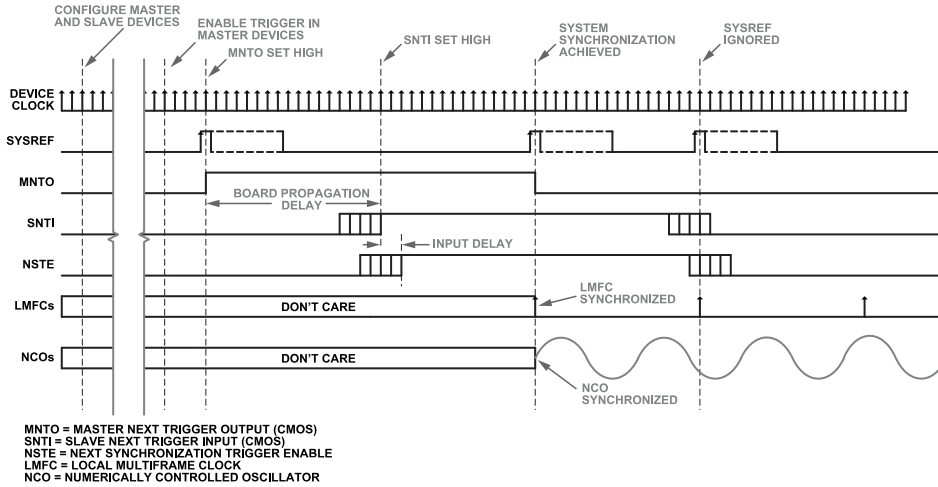 CONFIGURE MASTER
AND SLAVE DEVICES
ENABLE TRIGGER IN
MASTER DEVICES
MNTO SET HIGH
SNTI SET HIGH
SYSTEM
SYNCHRONIZATION
ACHIEVED
SYSREF
IGNORED
DEVICE
CLOCK
SYSREF
MNTO
BOARD PROPAGATION
DELAY
SNTI
INPUT DELAY
NSTE
LMFC
SYNCHRONIZED
LMFCs
DON'T CARE
NCOs
DON'T CARE
NCO
SYNCHRONIZED
MNTO = MASTER NEXT TRIGGER OUTPUT (CMOS)
SNTI = SLAVE NEXT TRIGGER INPUT (CMOS)
NSTE = NEXT SYNCHRONIZATION TRIGGER ENABLE
LMFC = LOCAL MULTIFRAME CLOCK
NCO = NUMERICALLY CONTROLLED OSCILLATOR